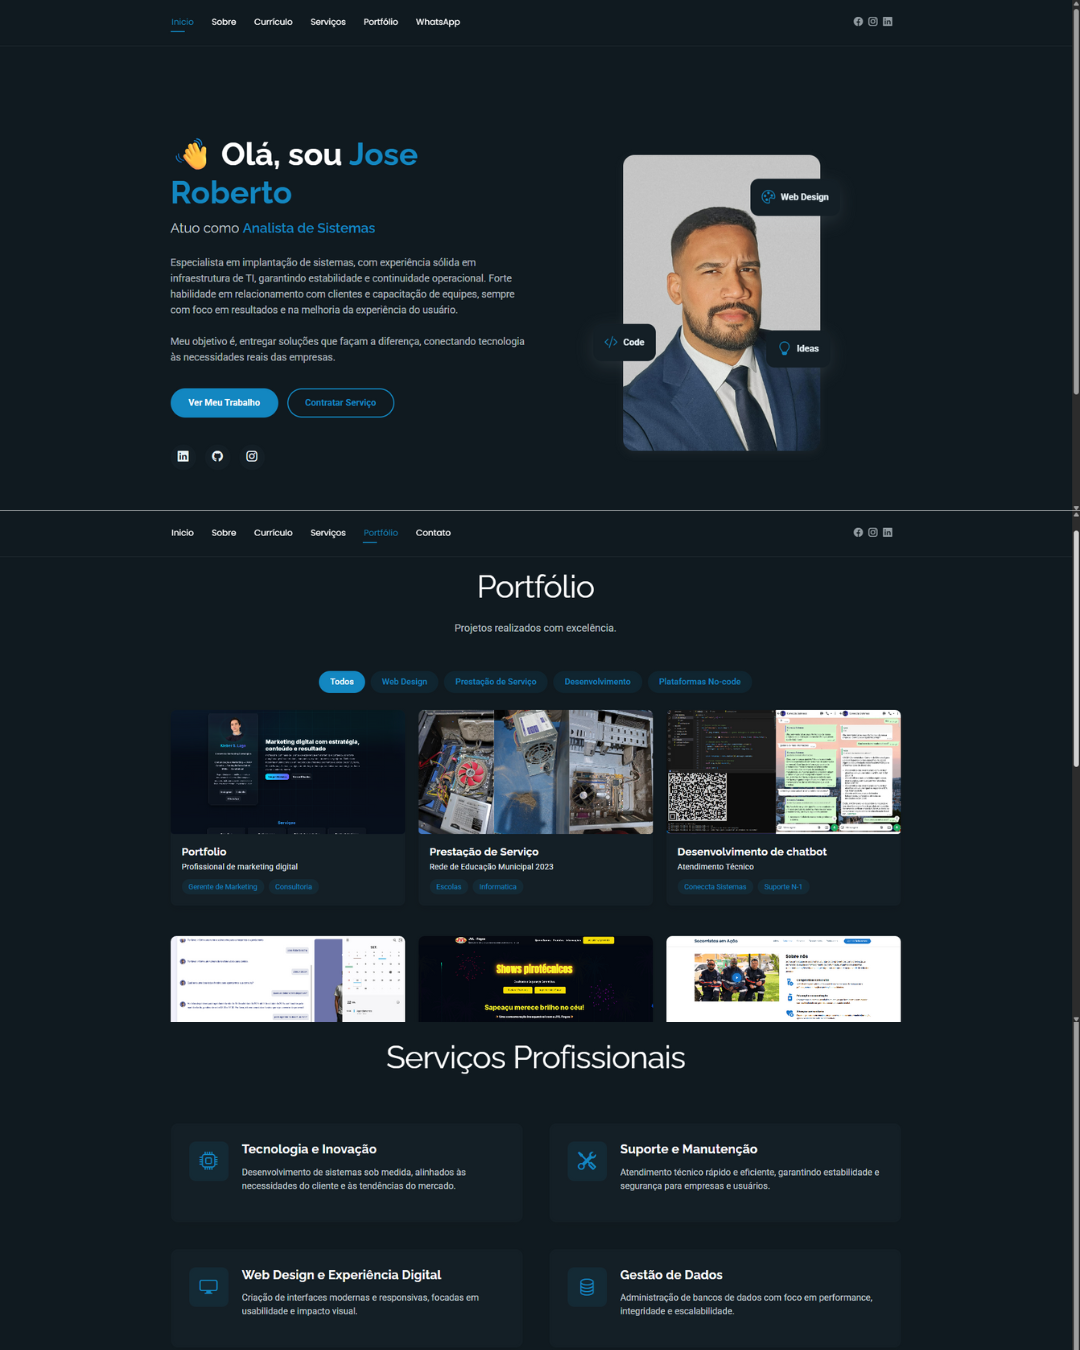 Inicio Sobre Currículo Serviços Portfólio WhatsApp
Olá, sou Jose
Roberto
Atuo como Analista de Sistemas
Web Design
Code
Ideas
Especialista em implantação de sistemas, com experiência sólida em
infraestrutura de TI, garantindo estabilidade e continuidade operacional. Forte
habilidade em relacionamento com clientes e capacitação de equipes, sempre
com foco em resultados e na melhoria da experiência do usuário.
Meu objetivo é, entregar soluções que façam a diferença, conectando tecnologia
às necessidades reais das empresas.
Ver Meu Trabalho
Contratar Serviço
Inicio Sobre Currículo Serviços Portfólio Contato
Portfólio
Projetos realizados com excelência.
Todos Web Design Prestação de Serviço Desenvolvimento Plataformas No-code
Marketing digital com estratégia,
conteúdo e resultado
Serviços
Portfolio
Profissional de marketing digital
Gerente de Marketing Consultoria
Prestação de Serviço
Rede de Educação Municipal 2023
Escolas Informatica
Desenvolvimento de chatbot
Atendimento Técnico
Coneccta Sistemas Suporte N-1
Shows pirotécnicos
Sapeaçu merece brilho no céu!
Socorristas em Ação
Sobre nós
Serviços Profissionais
Tecnologia e Inovação
Desenvolvimento de sistemas sob medida, alinhados às
necessidades do cliente e às tendências do mercado.
Suporte e Manutenção
Atendimento técnico rápido e eficiente, garantindo estabilidade e
segurança para empresas e usuários.
Web Design e Experiência Digital
Criação de interfaces modernas e responsivas, focadas em
usabilidade e impacto visual.
Gestão de Dados
Administração de bancos de dados com foco em performance,
integridade e escalabilidade.